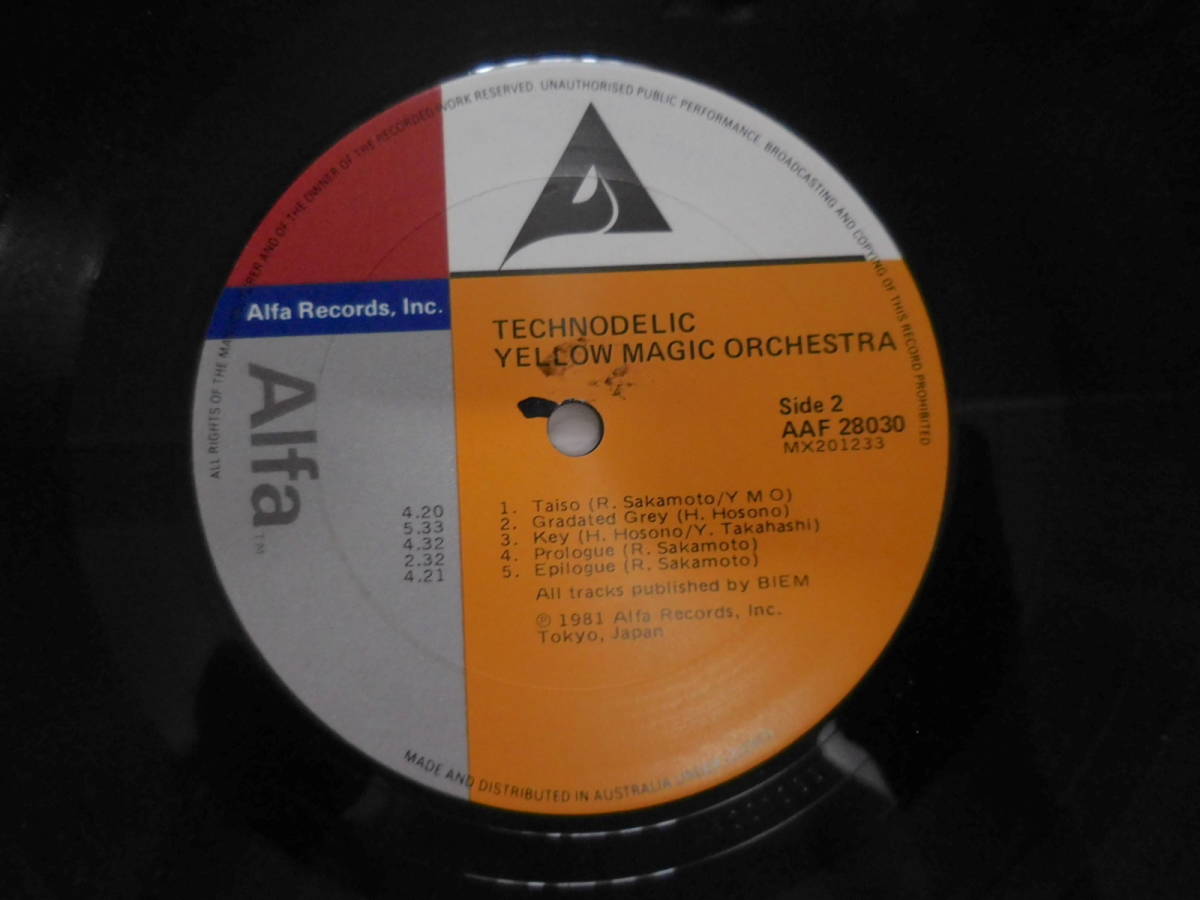 ALL RIGHTS OF THE MANUFACTURER AND OF THE OWNER OF THE RECORDED WORK RESERVED. UNAUTHORISED PUBLIC PERFORMANCE, BROADCASTING AND COPYING OF THIS RECORD PROHIBITED
Alfa Records, Inc.
Alfa™
TECHNODELIC
YELLOW MAGIC ORCHESTRA
Side 2
AAF 28030
MX201233
4.20 1. Taiso (R. Sakamoto/Y M O)
5.33 2. Gradated Grey (H. Hosono)
4.32 3. Key (H. Hosono/Y. Takahashi)
2.32 4. Prologue (R. Sakamoto)
4.21 5. Epilogue (R. Sakamoto)
All tracks published by BIEM
℗ 1981 Alfa Records, Inc.
Tokyo, Japan
MADE AND DISTRIBUTED IN AUSTRALIA